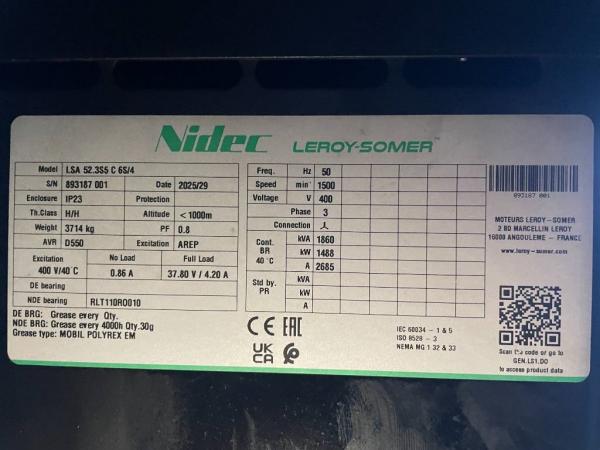 Nidec LEROY-SOMER™
Model LSA 52.3S5 C 6S/4
S/N 893187 001 Date 2025/29
Enclosure IP23 Protection
Th.Class H/H Altitude < 1000m
Weight 3714 kg PF 0.8
AVR D550 Excitation AREP
Excitation No Load Full Load
400 V/40°C 0.86 A 37.80 V / 4.20 A
DE bearing
NDE bearing RLT110R0010
DE BRG: Grease every Qty.
NDE BRG: Grease every 4000h Qty.30g
Grease type: MOBIL POLYREX EM
Freq. Hz 50
Speed min⁻¹ 1500
Voltage V 400
Phase 3
Connection
Cont. BR 40°C
kVA 1860
kW 1488
A 2685
Std by. PR
kVA
kW
A
CE EAC
UK CA
IEC 60034 - 1 & 5
ISO 8528 - 3
NEMA MG 1 32 & 33
893187 001
MOTEURS LEROY-SOMER
2 BD MARCELLIN LEROY
16000 ANGOULEME - FRANCE
www.leroy-somer.com
Scan the code or go to
GEN.LS1.DO
to access product data